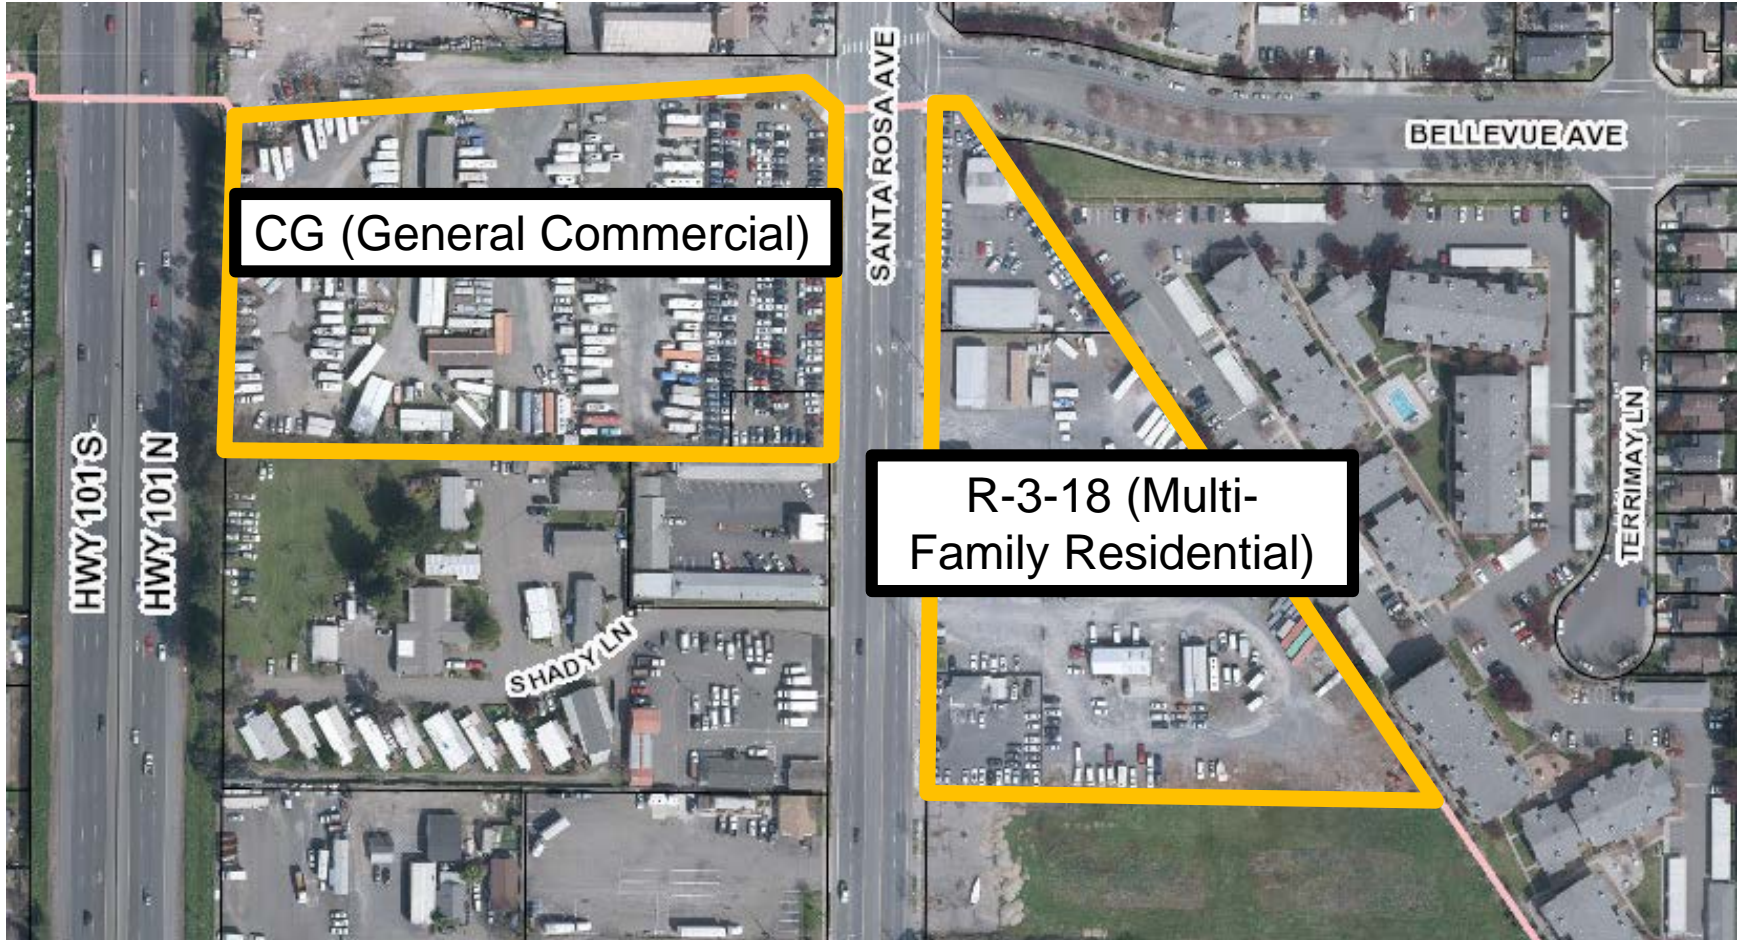 SANTA ROSA AVE
BELLEVUE AVE
CG (General Commercial)
HWY 101 S
HWY 101 N
TERRIMAY LN
R-3-18 (Multi-
Family Residential)
SHADY LN